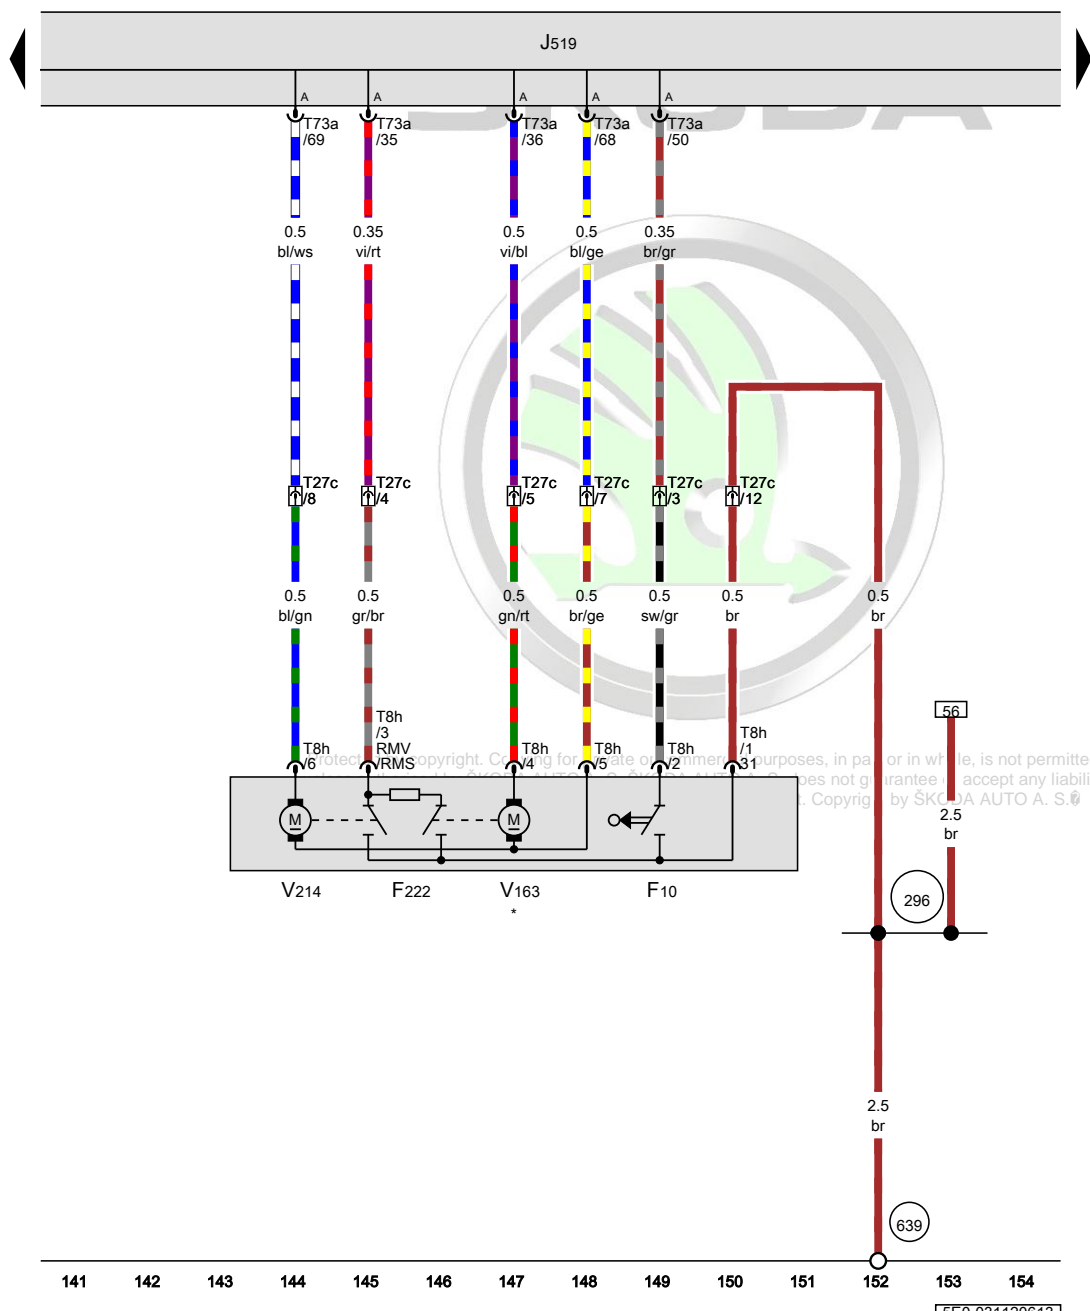 J519
A A A A A
T73a /69
T73a /35
T73a /36
T73a /68
T73a /50
0.5 bl/ws
0.35 vi/rt
0.5 vi/bl
0.5 bl/ge
0.35 br/gr
T27c /8
T27c /4
T27c /5
T27c /7
T27c /3
T27c /12
0.5 bl/gn
0.5 gr/br
0.5 gn/rt
0.5 br/ge
0.5 sw/gr
0.5 br
0.5 br
T8h /6
T8h /3 RMV /RMS
T8h /4
T8h /5
T8h /2
T8h /1 31
56
2.5 br
M M
V214
F222
V163
*
F10
296
2.5 br
639
141 142 143 144 145 146 147 148 149 150 151 152 153 154
5E0-031120613